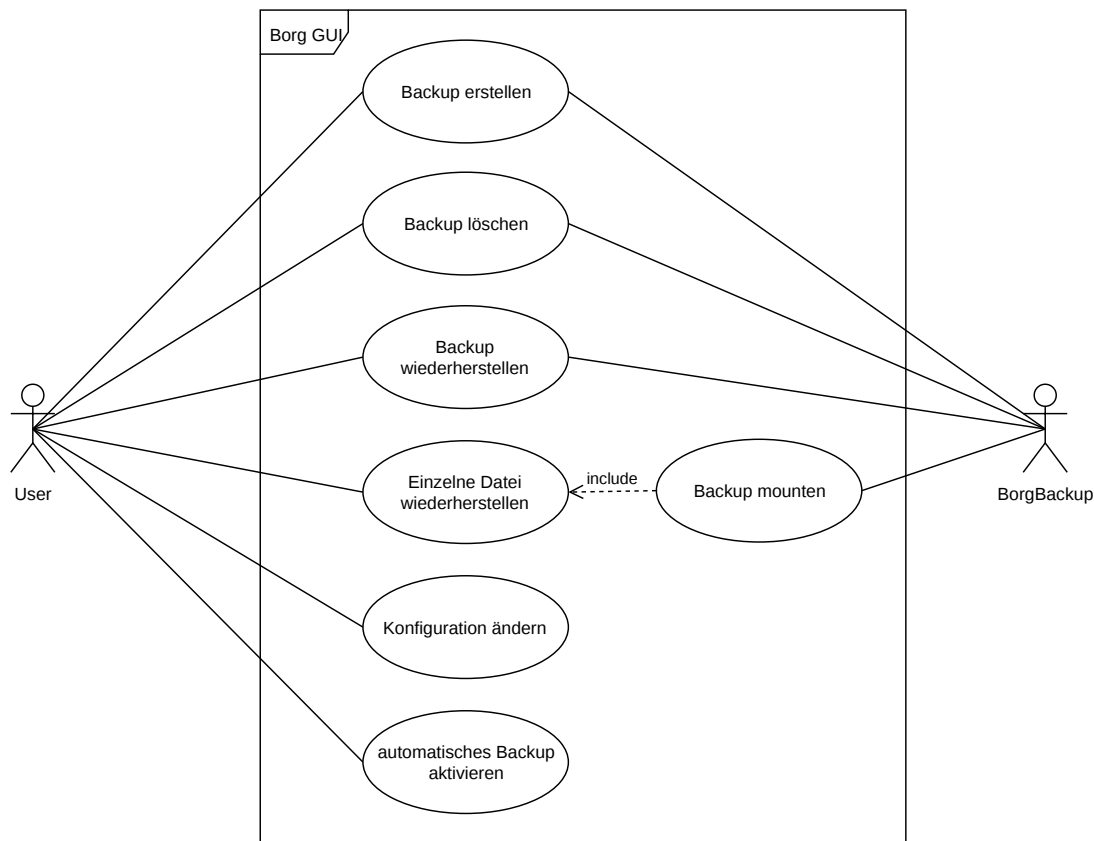 Borg GUI
Backup erstellen
Backup löschen
Backup
wiederherstellen
Einzelne Datei
wiederherstellen
include
Backup mounten
User
BorgBackup
Konfiguration ändern
automatisches Backup
aktivieren